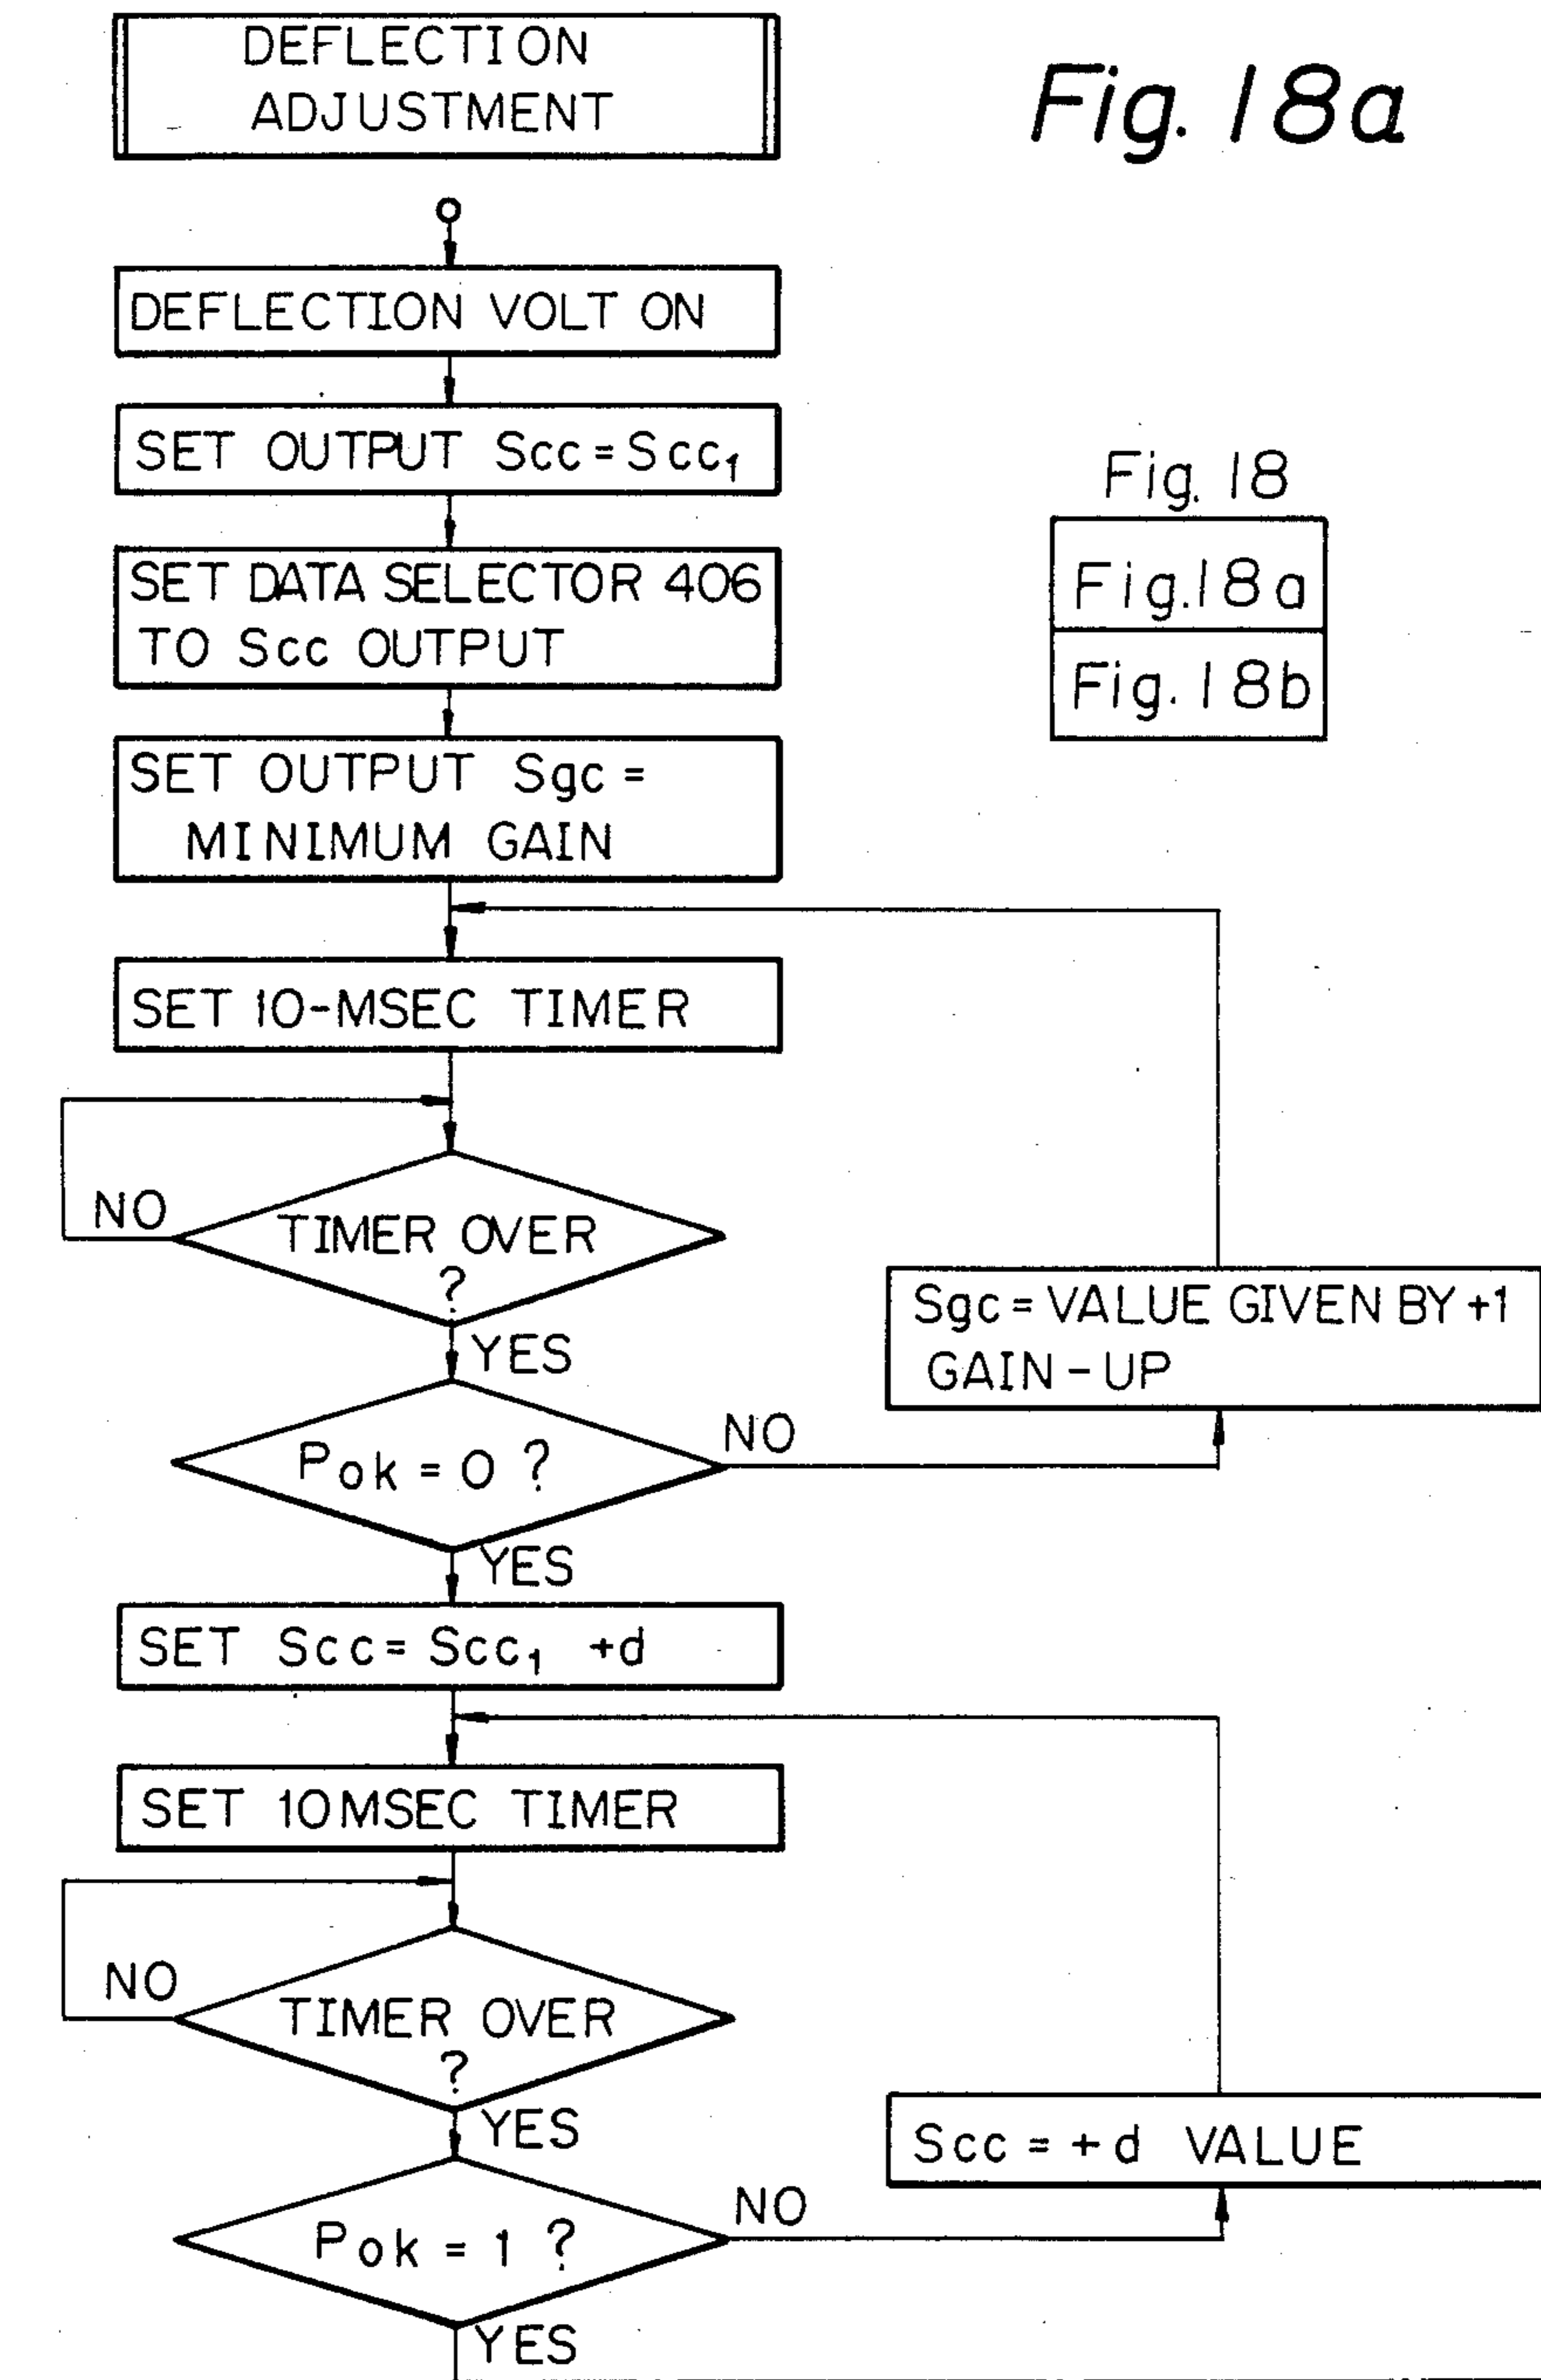 DEFLECTION
ADJUSTMENT
Fig. 18a
DEFLECTION VOLT ON
SET OUTPUT Scc = Scc₁
Fig. 18
Fig. 18a
Fig. 18b
SET DATA SELECTOR 406
TO Scc OUTPUT
SET OUTPUT Sgc =
MINIMUM GAIN
SET 10-MSEC TIMER
NO
TIMER OVER
?
YES
Sgc = VALUE GIVEN BY +1
GAIN-UP
Pok = 0 ?
NO
YES
SET Scc = Scc₁ +d
SET 10MSEC TIMER
NO
TIMER OVER
?
YES
Scc = +d VALUE
Pok = 1 ?
NO
YES